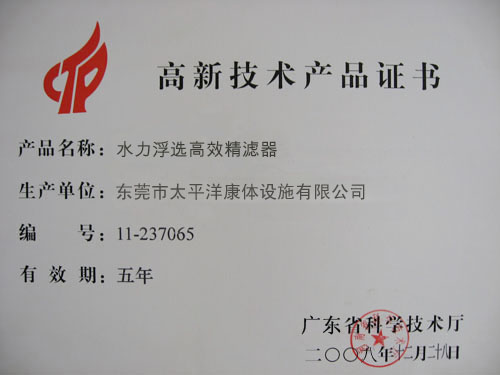 高新技术产品证书
产品名称：水力浮选高效精滤器
生产单位：东莞市太平洋康体设施有限公司
编 号：11-237065
有 效 期：五年
广东省科学技术厅
二〇〇八年十二月二十八日